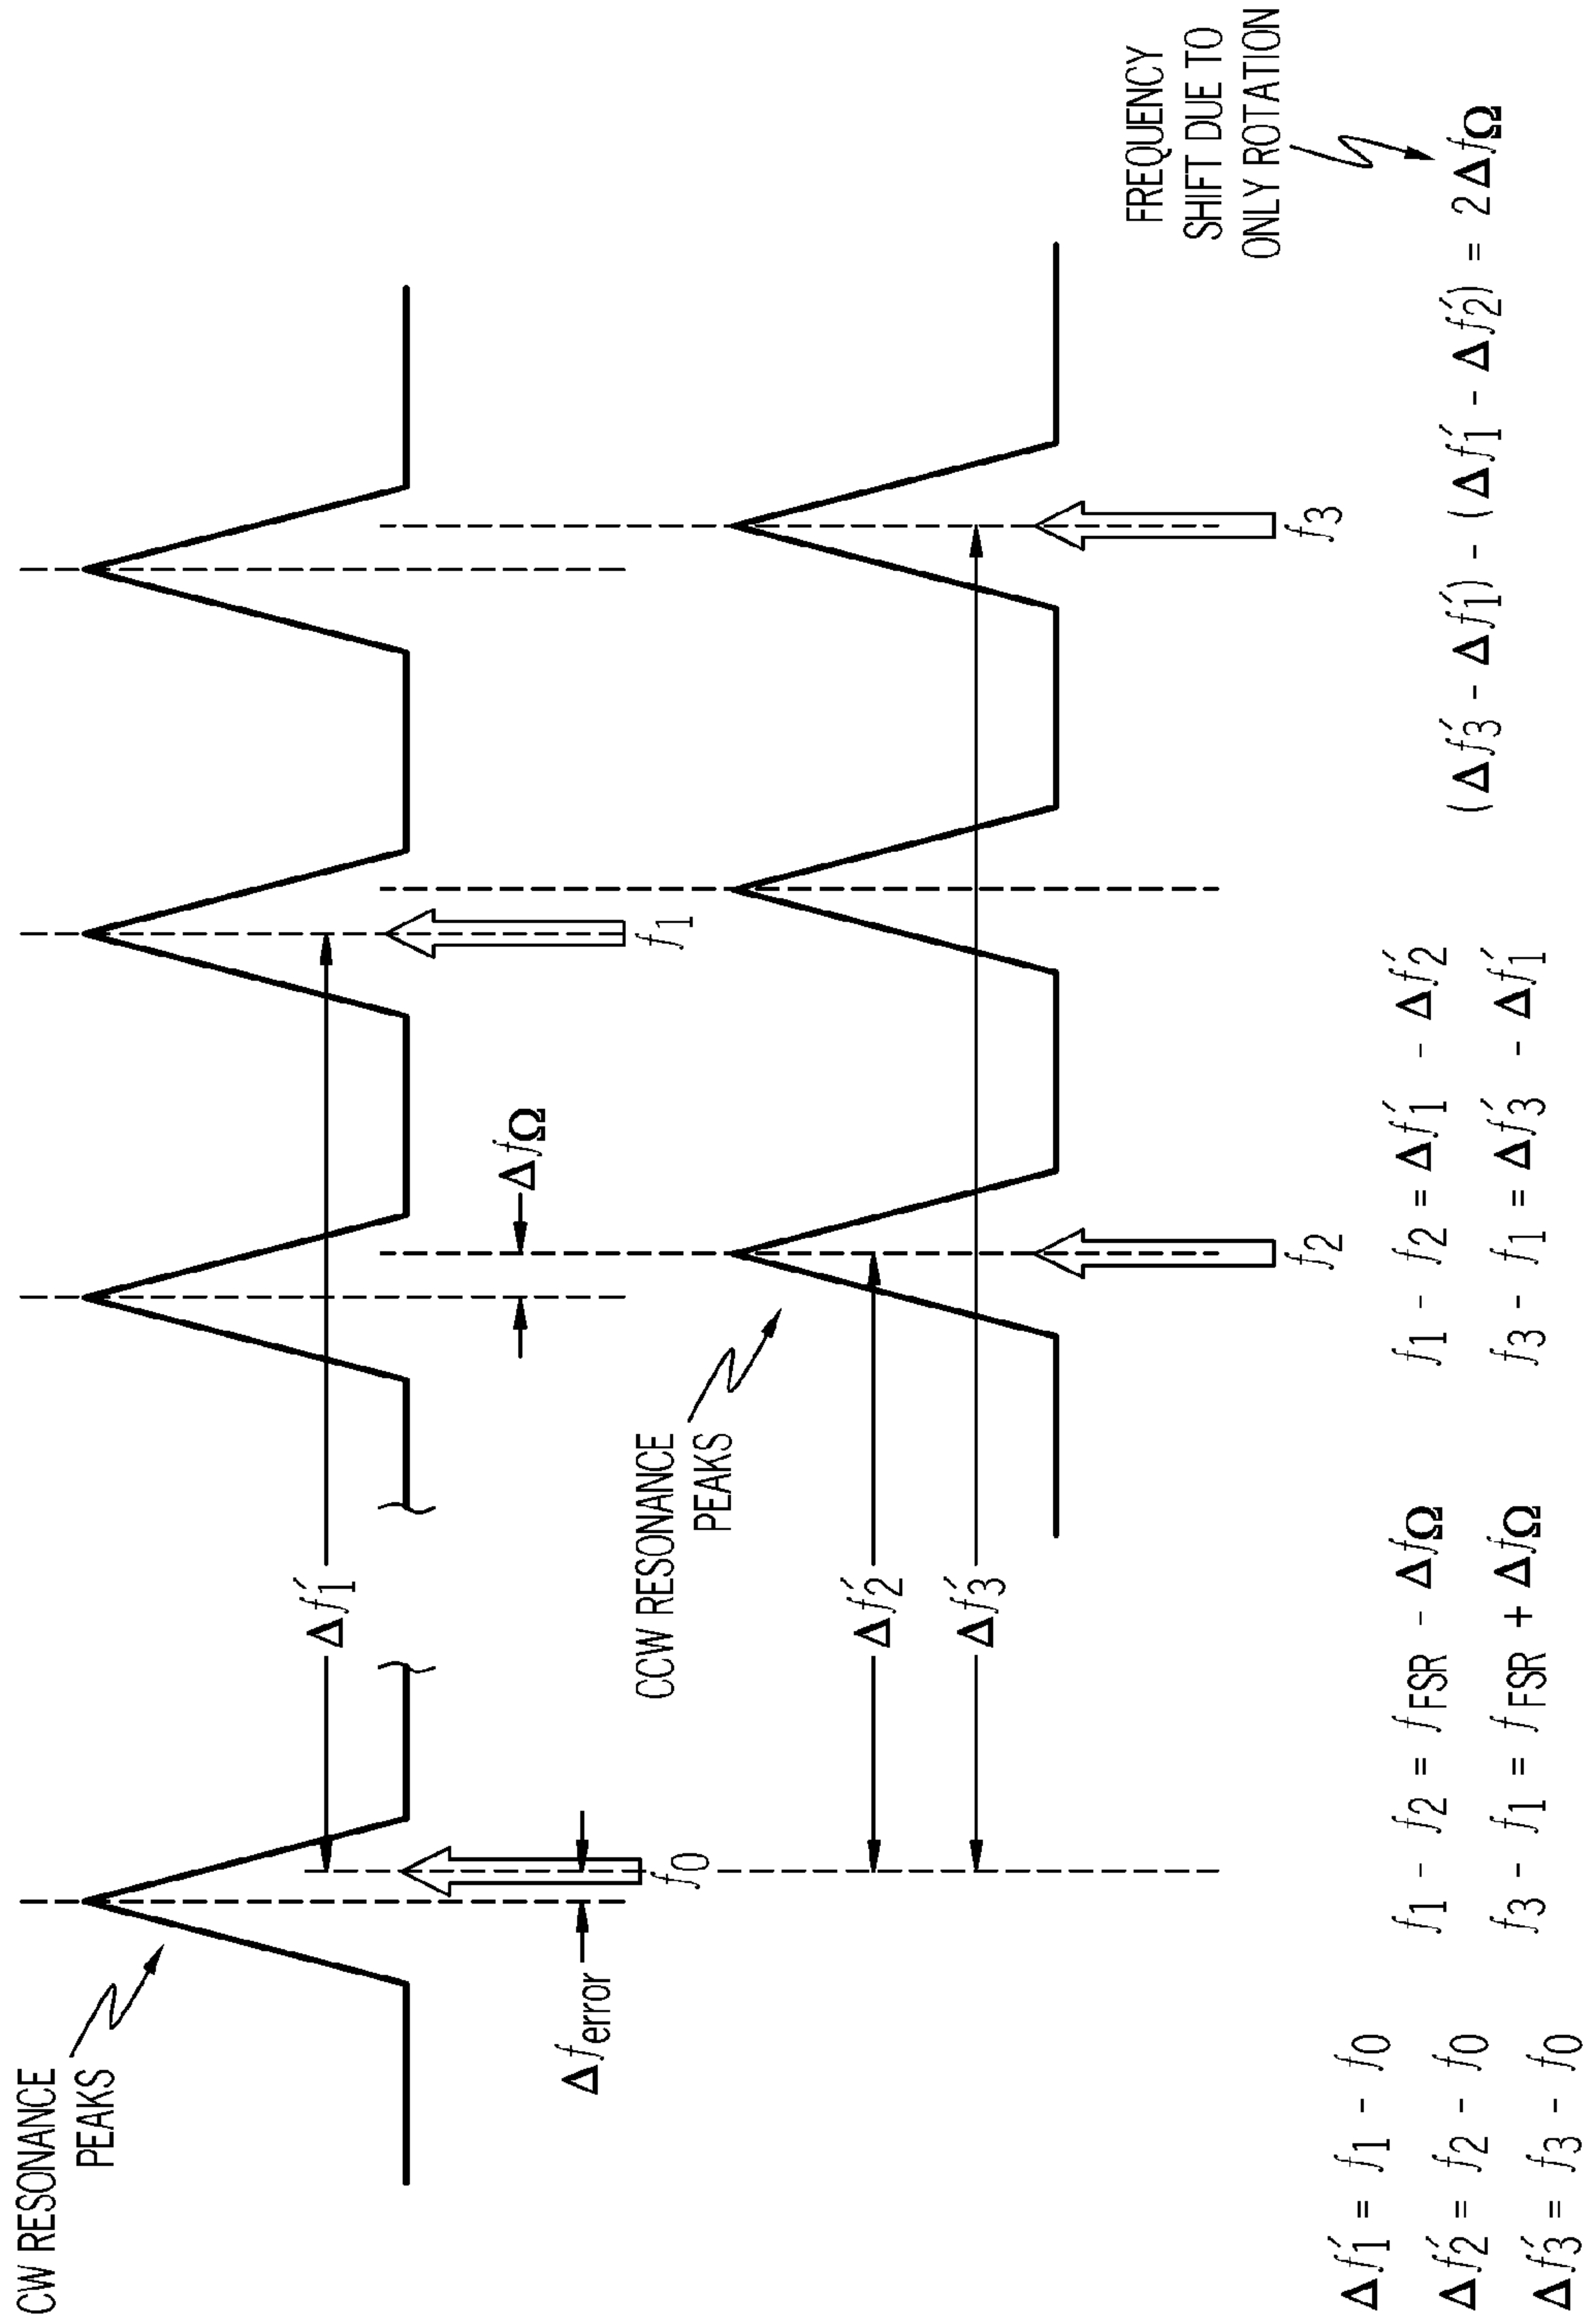 CW RESONANCE
PEAKS
Δf′1
Δf Ω
f1
Δf error
f0
CCW RESONANCE
PEAKS
Δf′2
Δf′3
f2
f3
FREQUENCY
SHIFT DUE TO
ONLY ROTATION
Δf′1 = f1 - f0
Δf′2 = f2 - f0
Δf′3 = f3 - f0
f1 - f2 = fFSR - ΔfΩ
f3 - f1 = fFSR + ΔfΩ
f1 - f2 = Δf′1 - Δf′2
f3 - f1 = Δf′3 - Δf′1
(Δf′3 - Δf′1) - (Δf′1 - Δf′2) = 2ΔfΩ